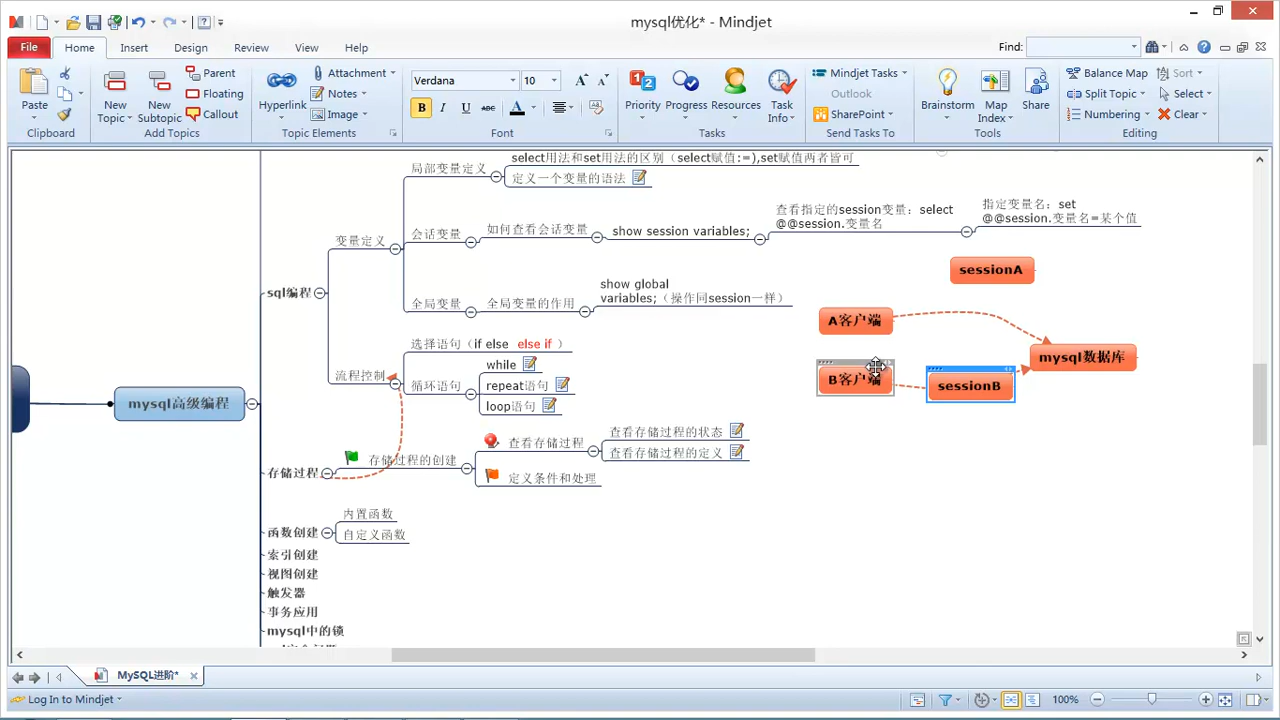 mysql优化* - Mindjet
File
Home
Insert
Design
Review
View
Help
Find:
Paste
New Topic
New Subtopic
Parent
Floating
Callout
Hyperlink
Attachment
Notes
Image
Verdana
10
B
I
U
abc
A
Priority
Progress
Resources
Task Info
Mindjet Tasks
Outlook
SharePoint
Brainstorm
Map Index
Share
Balance Map
Split Topic
Numbering
Sort
Select
Clear
Clipboard
Add Topics
Topic Elements
Font
Tasks
Send Tasks To
Tools
Editing
select用法和set用法的区别（select赋值:=）,set赋值两者皆可
局部变量定义
定义一个变量的语法
查看指定的session变量：select
@@session.变量名
指定变量名：set
@@session.变量名=某个值
变量定义
会话变量
如何查看会话变量
show session variables;
sessionA
sql编程
show global
variables;（操作同session一样）
全局变量
全局变量的作用
A客户端
选择语句（if else else if ）
mysql数据库
while
流程控制
循环语句
repeat语句
B客户端
sessionB
loop语句
mysql高级编程
查看存储过程的状态
查看存储过程
存储过程的创建
查看存储过程的定义
存储过程
定义条件和处理
内置函数
函数创建
自定义函数
索引创建
视图创建
触发器
事务应用
mysql中的锁
MySQL进阶*
Log In to Mindjet
100%